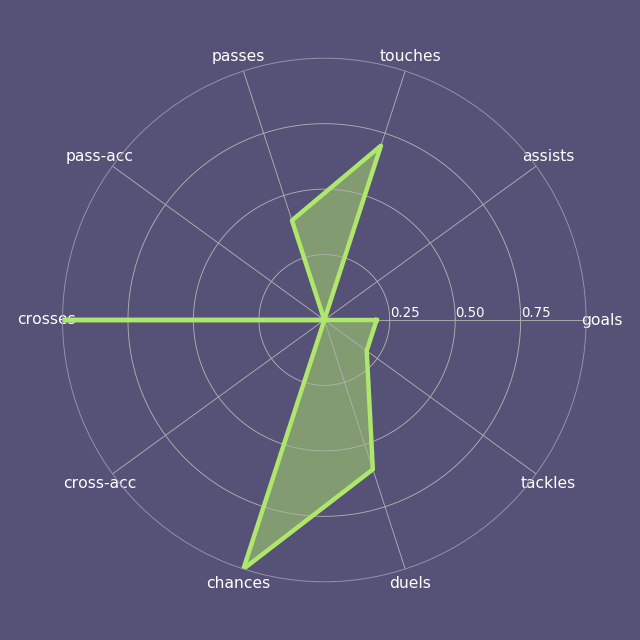 passes
touches
pass-acc
assists
crosses
0.25
0.50
0.75
goals
cross-acc
tackles
chances
duels